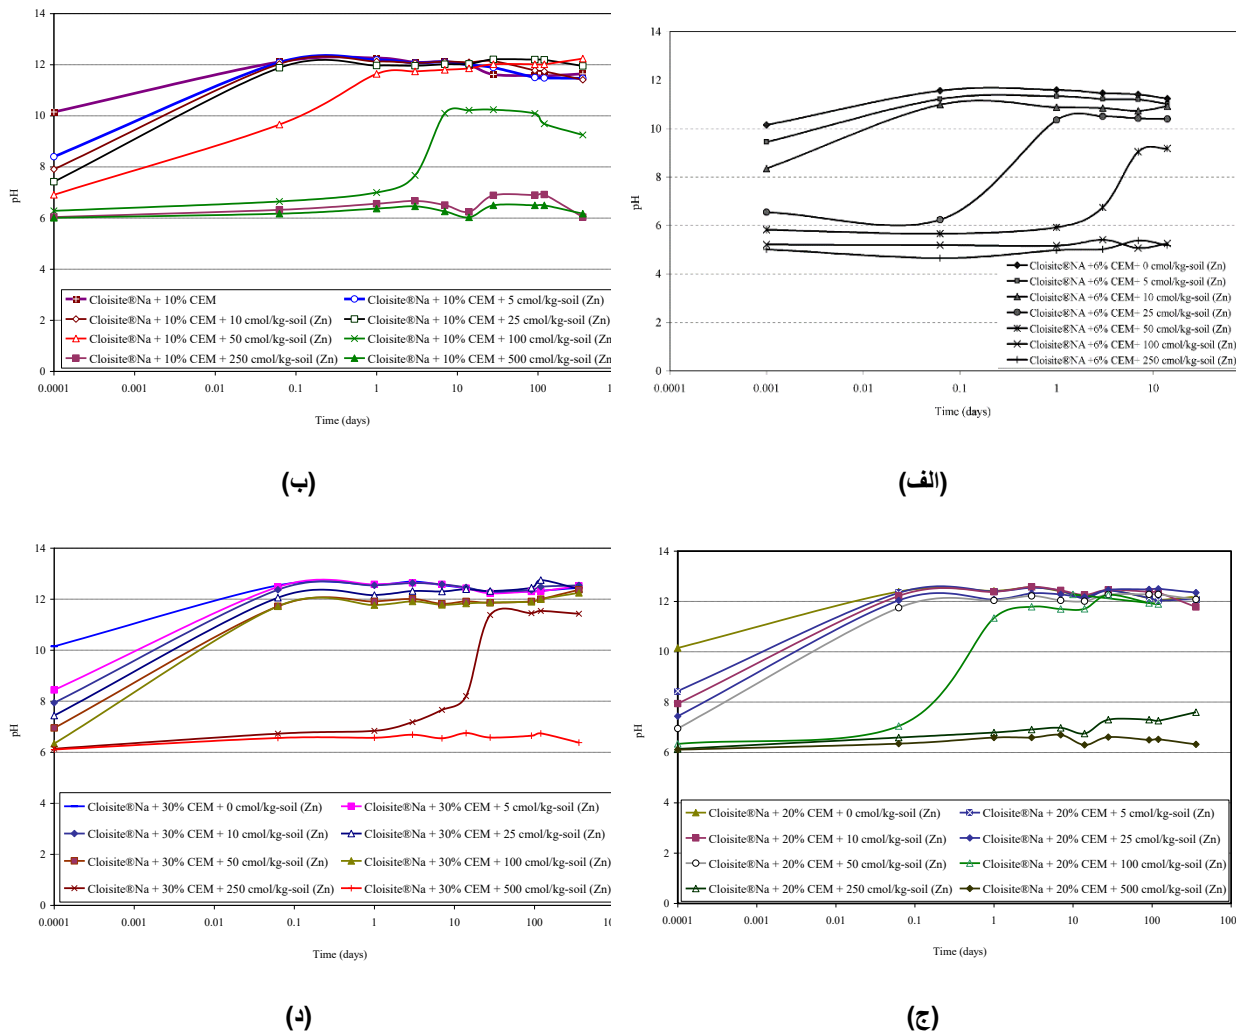 14
12
10
8
6
4
2
0
pH
0.0001
0.01
0.1
1
10
100
Time (days)
Cloisite®Na + 10% CEM
Cloisite®Na + 10% CEM + 5 cmol/kg-soil (Zn)
Cloisite®Na + 10% CEM + 10 cmol/kg-soil (Zn)
Cloisite®Na + 10% CEM + 25 cmol/kg-soil (Zn)
Cloisite®Na + 10% CEM + 50 cmol/kg-soil (Zn)
Cloisite®Na + 10% CEM + 100 cmol/kg-soil (Zn)
Cloisite®Na + 10% CEM + 250 cmol/kg-soil (Zn)
Cloisite®Na + 10% CEM + 500 cmol/kg-soil (Zn)
(ب)
14
12
10
8
6
4
2
0
pH
0.0001
0.001
0.01
0.1
1
10
Time (days)
Cloisite®NA +6% CEM+ 0 cmol/kg-soil (Zn)
Cloisite®NA +6% CEM+ 5 cmol/kg-soil (Zn)
Cloisite®NA +6% CEM+ 10 cmol/kg-soil (Zn)
Cloisite®NA +6% CEM+ 25 cmol/kg-soil (Zn)
Cloisite®NA +6% CEM+ 50 cmol/kg-soil (Zn)
Cloisite®NA +6% CEM+ 100 cmol/kg-soil (Zn)
Cloisite®NA +6% CEM+ 250 cmol/kg-soil (Zn)
(الف)
14
12
10
8
6
4
2
0
pH
0.0001
0.01
0.1
1
10
100
Time (days)
Cloisite®Na + 30% CEM + 0 cmol/kg-soil (Zn)
Cloisite®Na + 30% CEM + 5 cmol/kg-soil (Zn)
Cloisite®Na + 30% CEM + 10 cmol/kg-soil (Zn)
Cloisite®Na + 30% CEM + 25 cmol/kg-soil (Zn)
Cloisite®Na + 30% CEM + 50 cmol/kg-soil (Zn)
Cloisite®Na + 30% CEM + 100 cmol/kg-soil (Zn)
Cloisite®Na + 30% CEM + 250 cmol/kg-soil (Zn)
Cloisite®Na + 30% CEM + 500 cmol/kg-soil (Zn)
(د)
14
12
10
8
6
4
2
0
pH
0.0001
0.01
0.1
1
10
100
Time (days)
Cloisite®Na + 20% CEM + 0 cmol/kg-soil (Zn)
Cloisite®Na + 20% CEM + 5 cmol/kg-soil (Zn)
Cloisite®Na + 20% CEM + 10 cmol/kg-soil (Zn)
Cloisite®Na + 20% CEM + 25 cmol/kg-soil (Zn)
Cloisite®Na + 20% CEM + 50 cmol/kg-soil (Zn)
Cloisite®Na + 20% CEM + 100 cmol/kg-soil (Zn)
Cloisite®Na + 20% CEM + 250 cmol/kg-soil (Zn)
Cloisite®Na + 20% CEM + 500 cmol/kg-soil (Zn)
(ج)